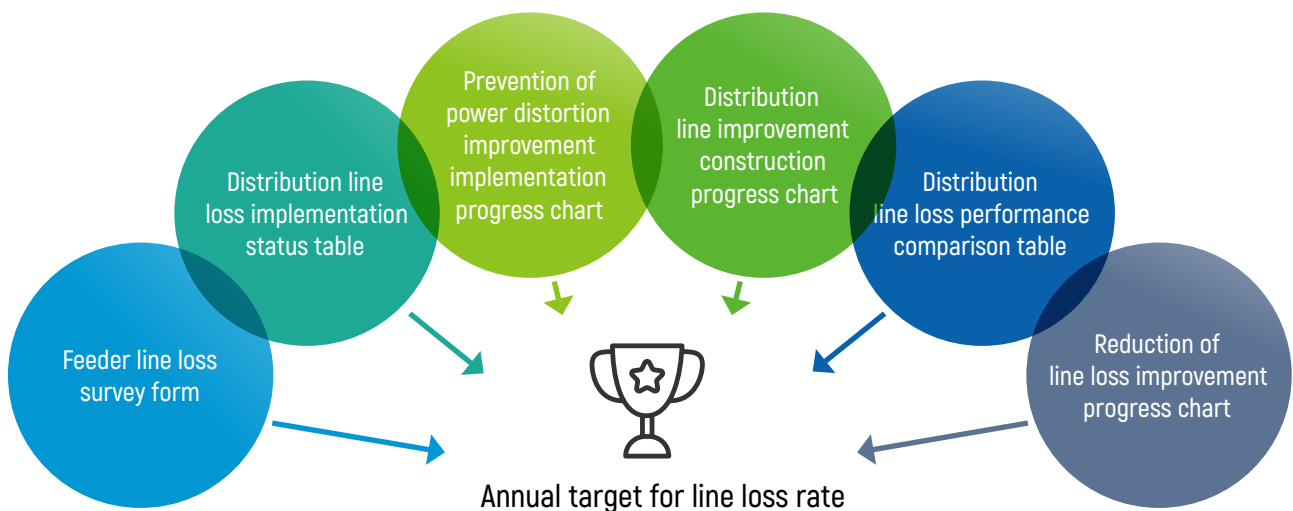 Feeder line loss
survey form
Distribution line
loss implementation
status table
Prevention of
power distortion
improvement
implementation
progress chart
Distribution
line improvement
construction
progress chart
Distribution
line loss performance
comparison table
Reduction of
line loss improvement
progress chart
Annual target for line loss rate